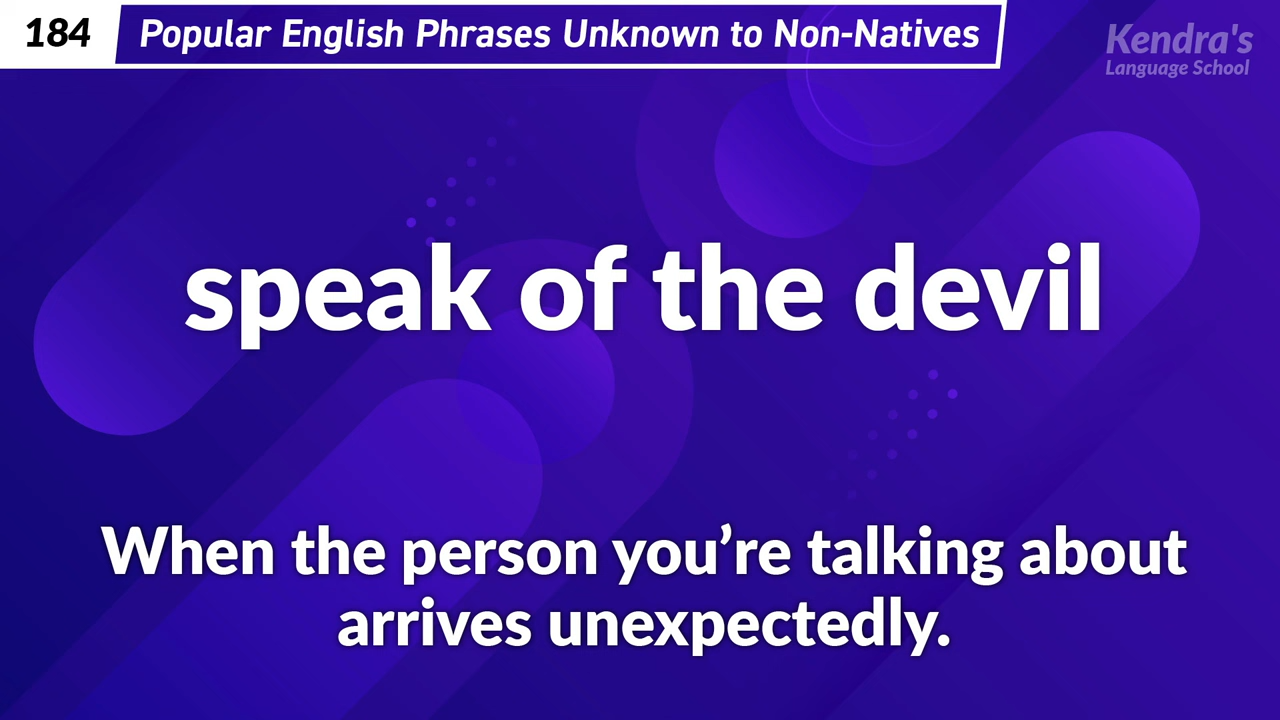 184
Popular English Phrases Unknown to Non-Natives
Kendra's
Language School
speak of the devil
When the person you’re talking about
arrives unexpectedly.